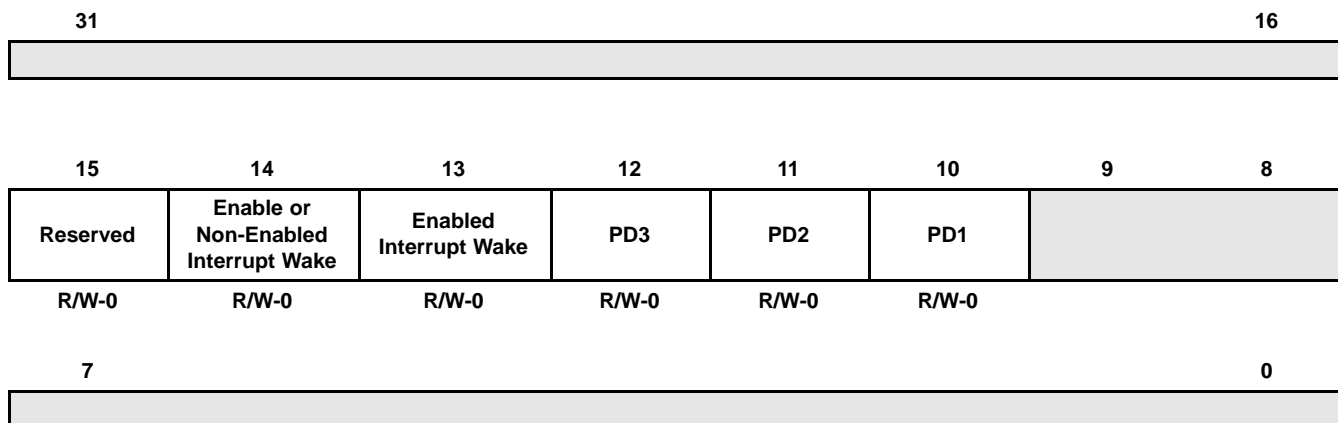 31 16
15 14 13 12 11 10 9 8
Reserved
Enable or
Non-Enabled
Interrupt Wake
Enabled
Interrupt Wake
PD3
PD2
PD1
R/W-0 R/W-0 R/W-0 R/W-0 R/W-0 R/W-0
7 0